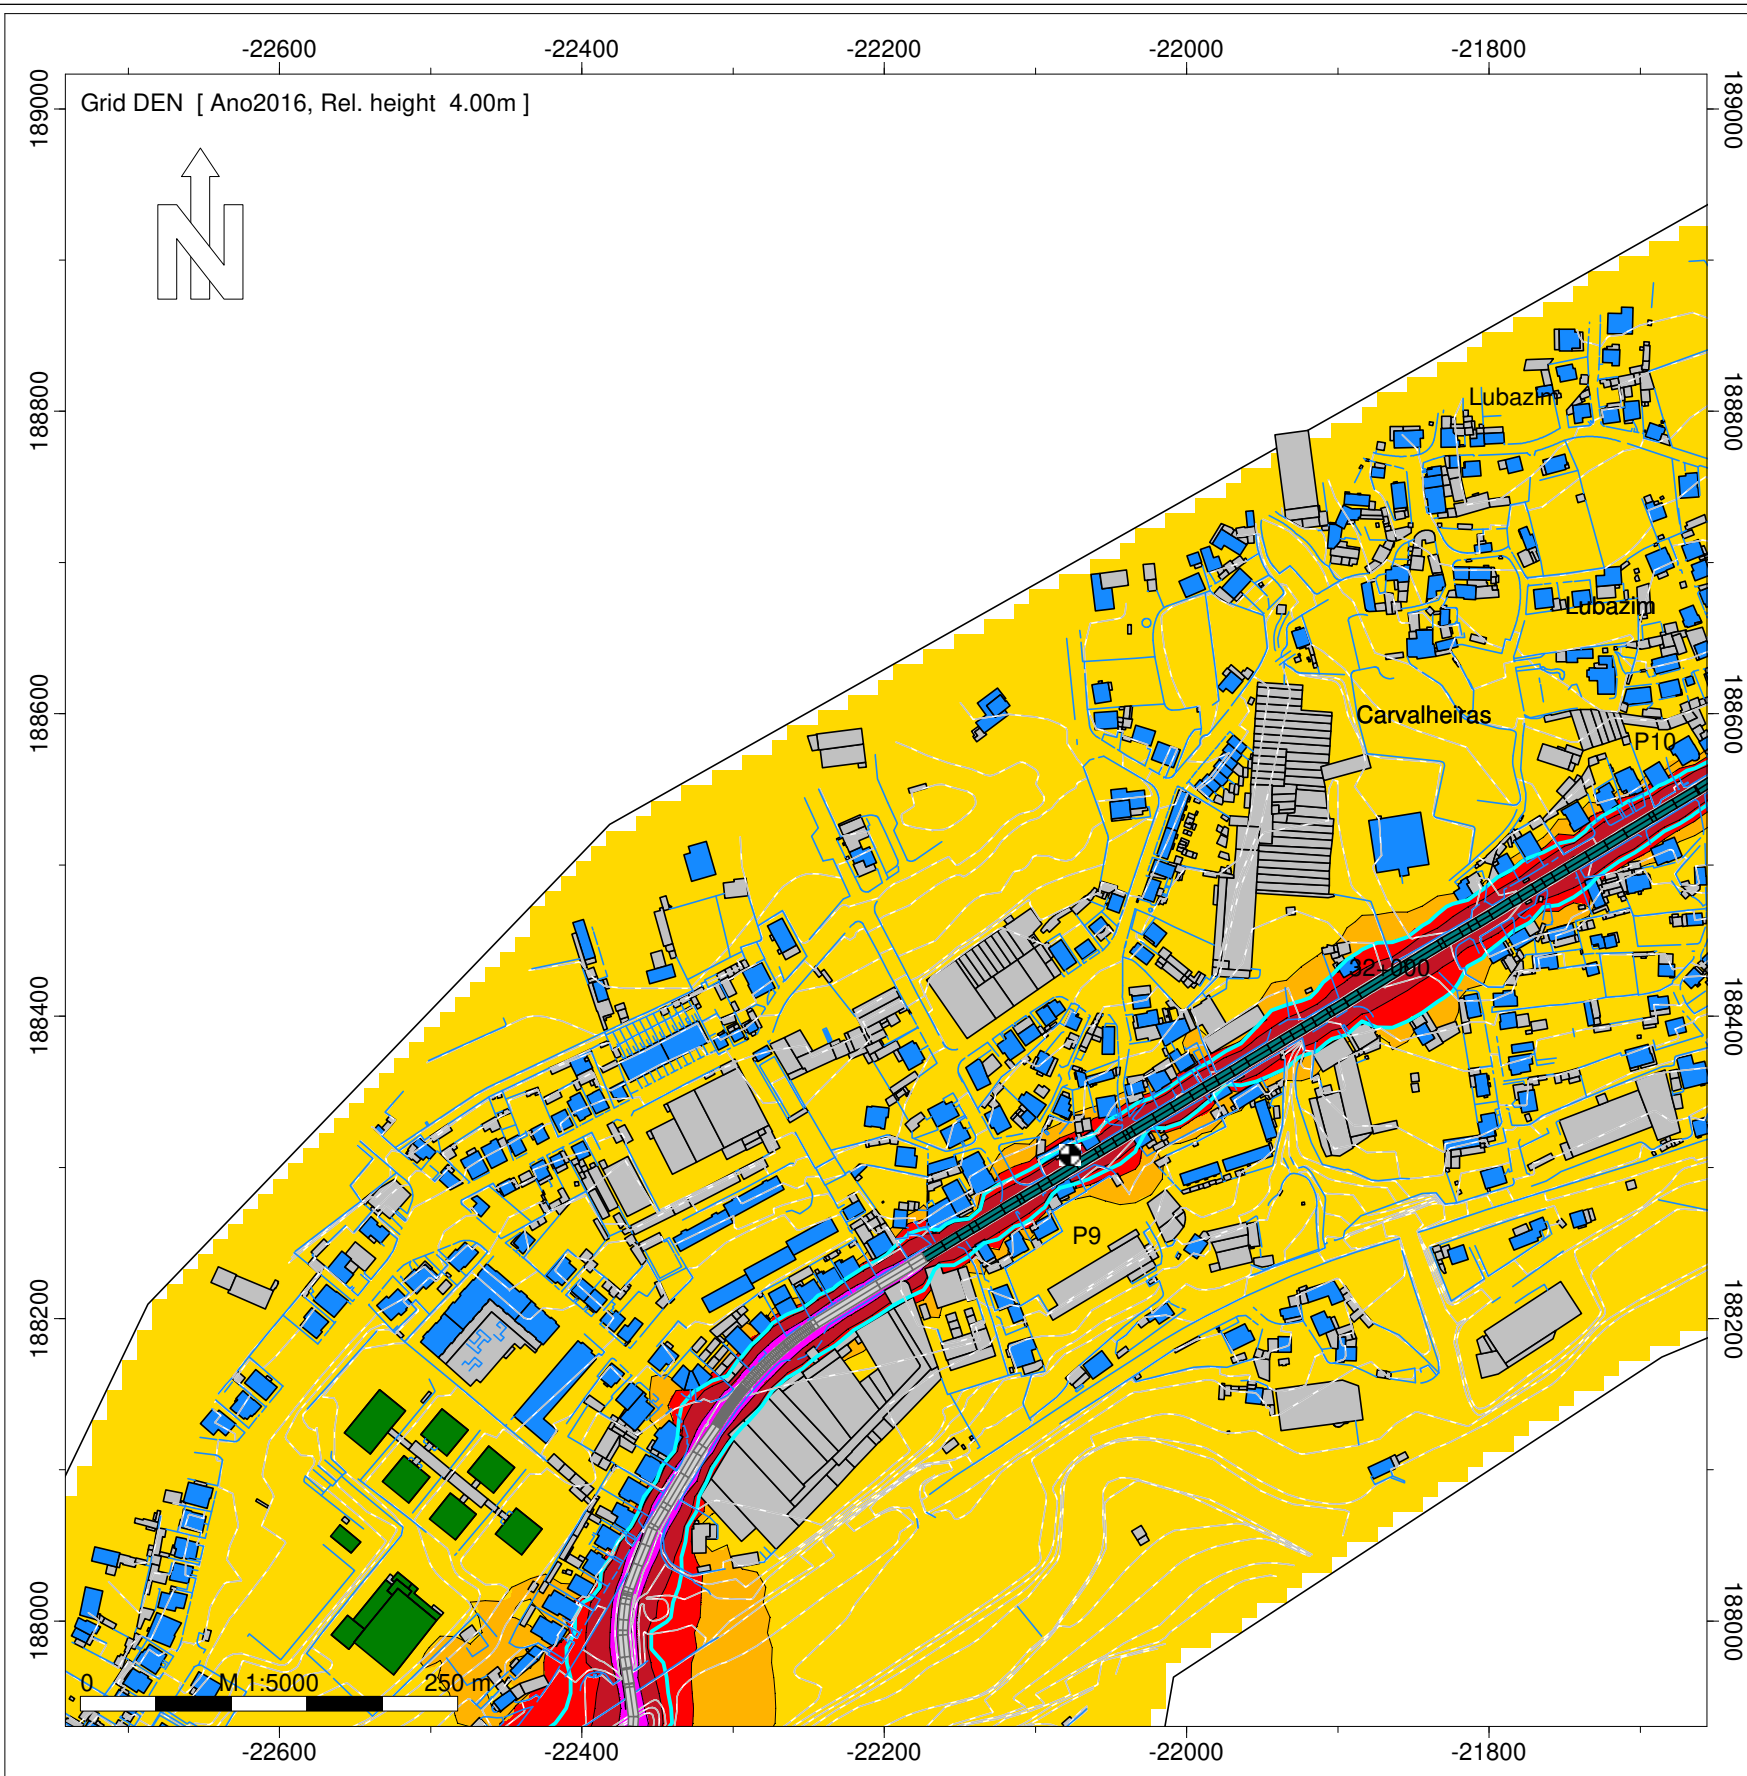 -22600 -22400 -22200 -22000 -21800
189000 189000
Grid DEN [ Ano2016, Rel. height 4.00m ]
N
188800 188800
Lubazim
Lubazim
188600 188600
Carvalheiras
P10
188400 188400
P9
188200 188200
188000 188000
0 M 1:5000 250 m
-22600 -22400 -22200 -22000 -21800